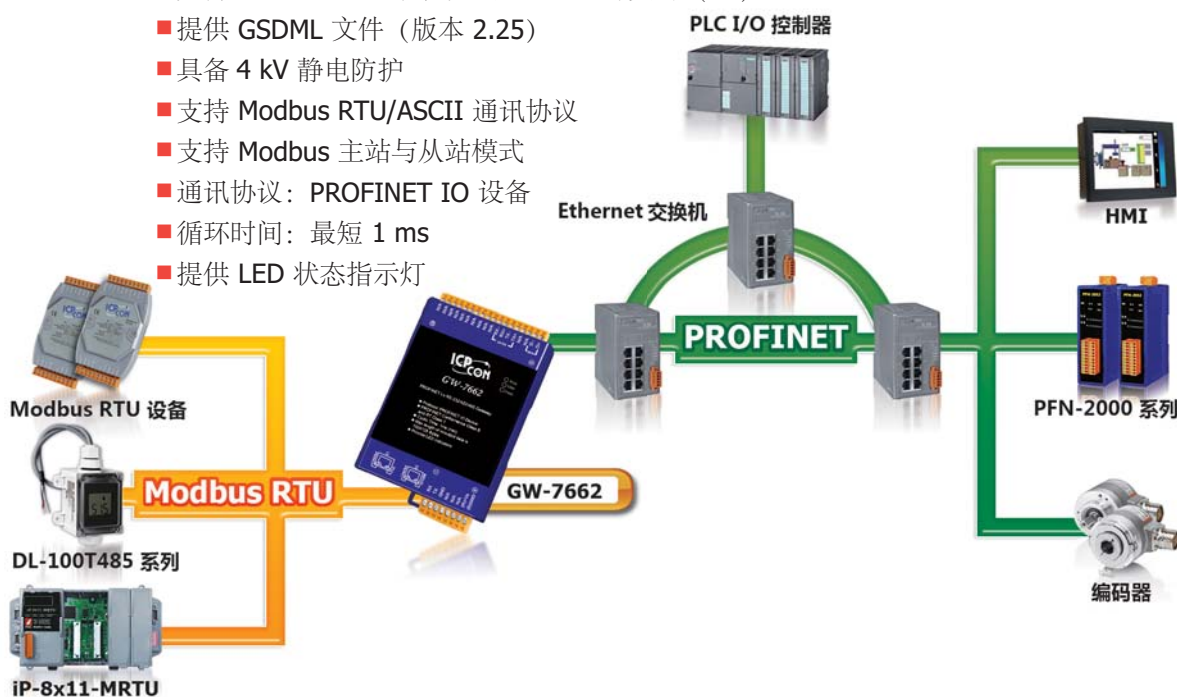 ■提供 GSDML 文件（版本 2.25）
■具备 4 kV 静电防护
■支持 Modbus RTU/ASCII 通讯协议
■支持 Modbus 主站与从站模式
■通讯协议：PROFINET IO 设备
■循环时间：最短 1 ms
■提供 LED 状态指示灯
PLC I/O 控制器
Ethernet 交换机
HMI
PROFINET
PFN-2000 系列
编码器
Modbus RTU 设备
Modbus RTU
DL-100T485 系列
iP-8x11-MRTU
ICP CON
GW-7662
GW-7662